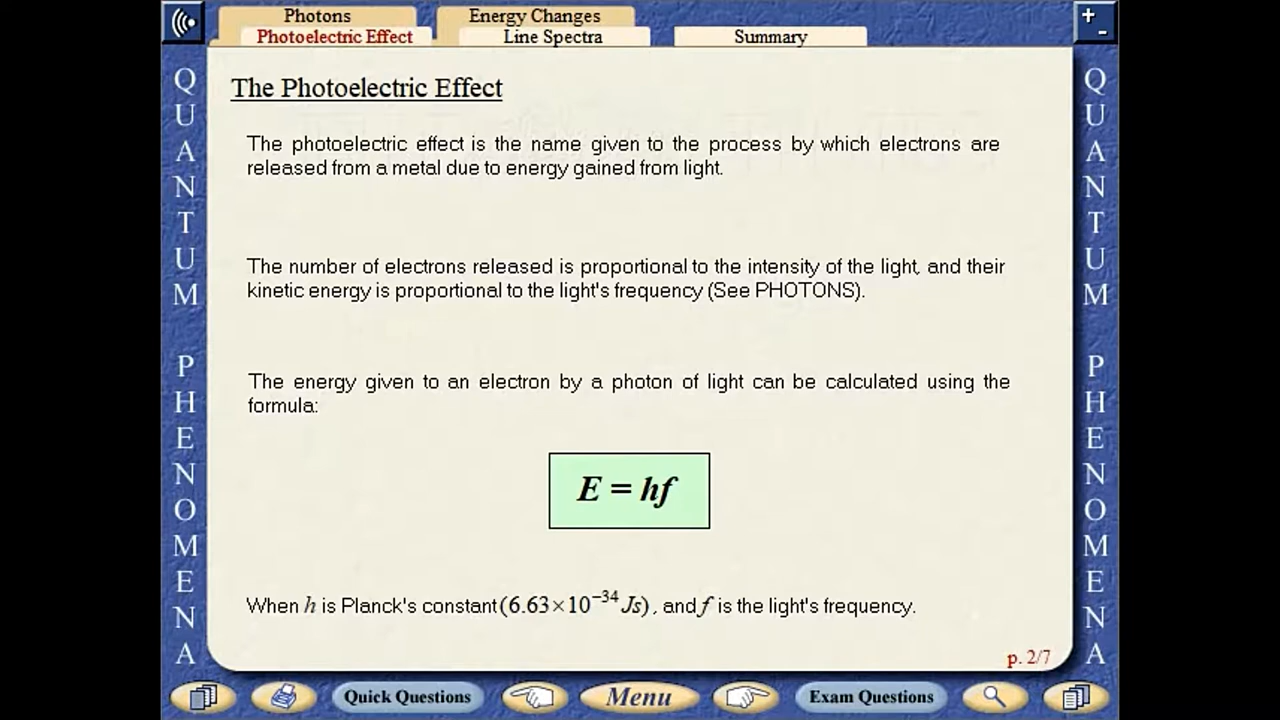 Photons
Energy Changes
Photoelectric Effect
Line Spectra
Summary
+
-
QUANTUM PHENOMENA
QUANTUM PHENOMENA
The Photoelectric Effect
The photoelectric effect is the name given to the process by which electrons are
released from a metal due to energy gained from light.
The number of electrons released is proportional to the intensity of the light, and their
kinetic energy is proportional to the light's frequency (See PHOTONS).
The energy given to an electron by a photon of light can be calculated using the
formula:
E = hf
When h is Planck's constant (6.63×10⁻³⁴ Js), and f is the light's frequency.
p. 2/7
Quick Questions
Menu
Exam Questions